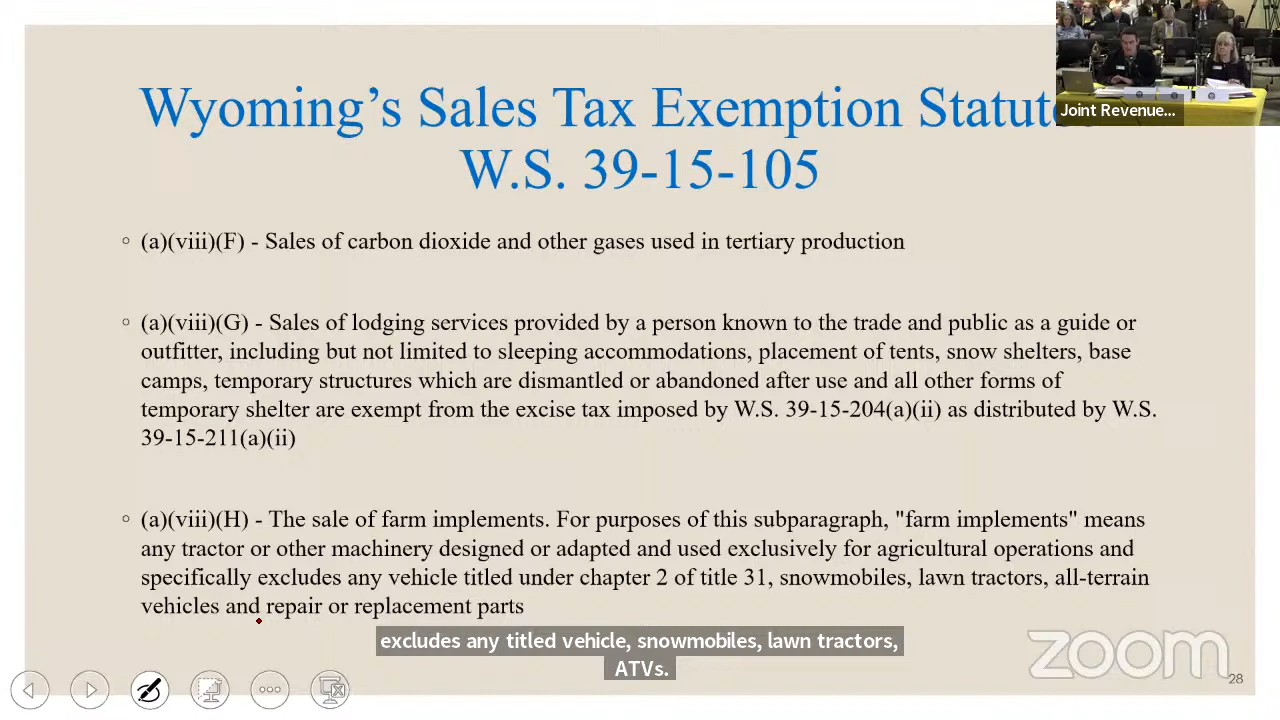 Wyoming's Sales Tax Exemption Statute
W.S. 39-15-105
Joint Revenue...
◦ (a)(viii)(F) - Sales of carbon dioxide and other gases used in tertiary production
◦ (a)(viii)(G) - Sales of lodging services provided by a person known to the trade and public as a guide or
outfitter, including but not limited to sleeping accommodations, placement of tents, snow shelters, base
camps, temporary structures which are dismantled or abandoned after use and all other forms of
temporary shelter are exempt from the excise tax imposed by W.S. 39-15-204(a)(ii) as distributed by W.S.
39-15-211(a)(ii)
◦ (a)(viii)(H) - The sale of farm implements. For purposes of this subparagraph, "farm implements" means
any tractor or other machinery designed or adapted and used exclusively for agricultural operations and
specifically excludes any vehicle titled under chapter 2 of title 31, snowmobiles, lawn tractors, all-terrain
vehicles and repair or replacement parts
excludes any titled vehicle, snowmobiles, lawn tractors,
ATVs.
zoom
28